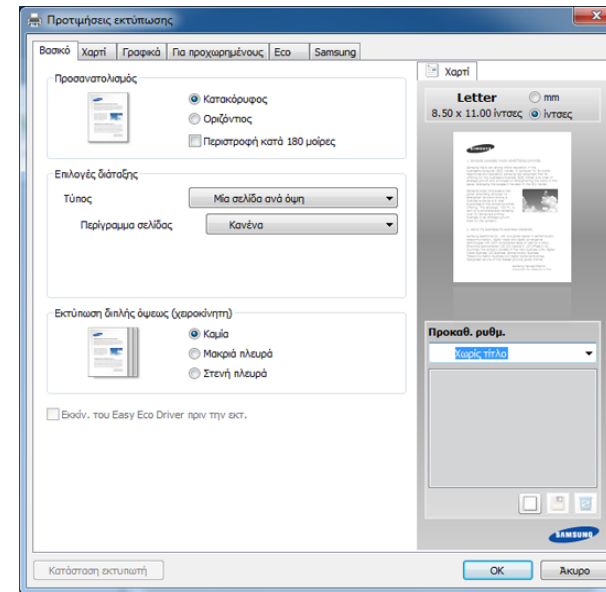 Προτιμήσεις εκτύπωσης
Βασικό Χαρτί Γραφικά Για προχωρημένους Eco Samsung
Προσανατολισμός
Κατακόρυφος
Οριζόντιος
Περιστροφή κατά 180 μοίρες
Επιλογές διάταξης
Τύπος Μία σελίδα ανά όψη
Περίγραμμα σελίδας Κανένα
Εκτύπωση διπλής όψεως (χειροκίνητη)
Καμία
Μακριά πλευρά
Στενή πλευρά
Εκκίν. του Easy Eco Driver πριν την εκτ.
Χαρτί
Letter mm
8.50 x 11.00 ίντσες ίντσες
SAMSUNG
Προκαθ. ρυθμ.
Χωρίς τίτλο
SAMSUNG
Κατάσταση εκτυπωτή OK Άκυρο